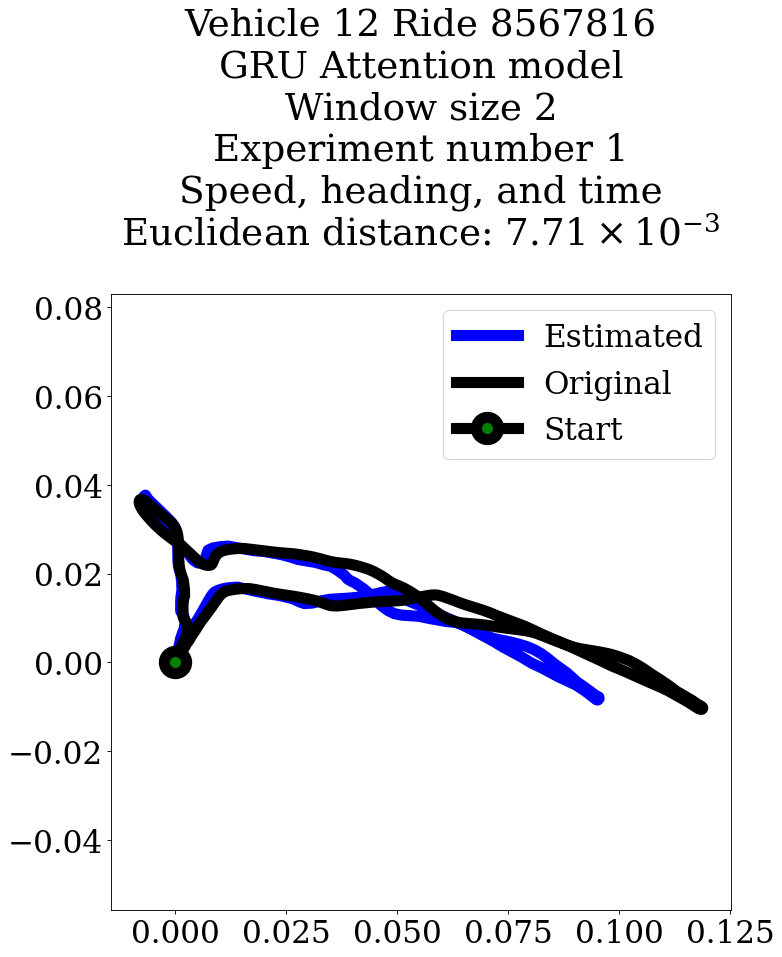 Vehicle 12 Ride 8567816
GRU Attention model
Window size 2
Experiment number 1
Speed, heading, and time
Euclidean distance: 7.71 × 10⁻³
0.08
Estimated
0.06
Original
Start
0.04
0.02
0.00
−0.02
−0.04
0.000 0.025 0.050 0.075 0.100 0.125